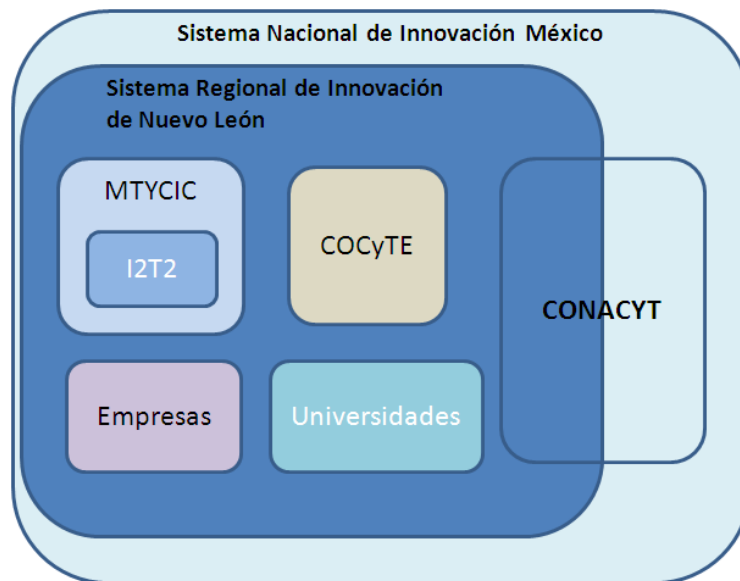 Sistema Nacional de Innovación México
Sistema Regional de Innovación
de Nuevo León
MTYCIC
I2T2
COCyTE
CONACYT
Empresas
Universidades